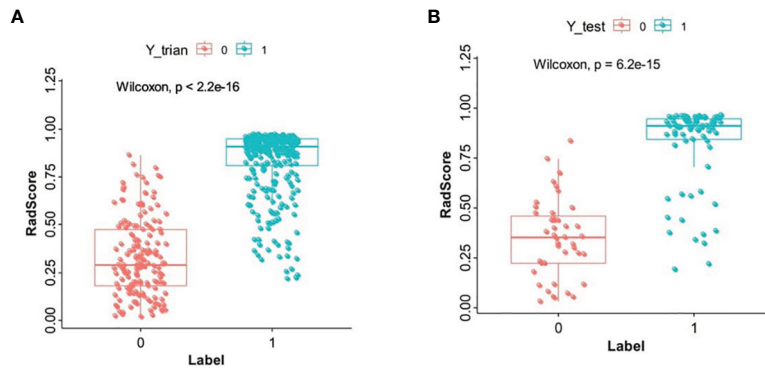 A
Y_trian 0 1
Wilcoxon, p < 2.2e-16
1.25
1.00
0.75
0.50
0.25
0.00
RadScore
0 1
Label
B
Y_test 0 1
Wilcoxon, p = 6.2e-15
1.25
1.00
0.75
0.50
0.25
0.00
RadScore
0 1
Label